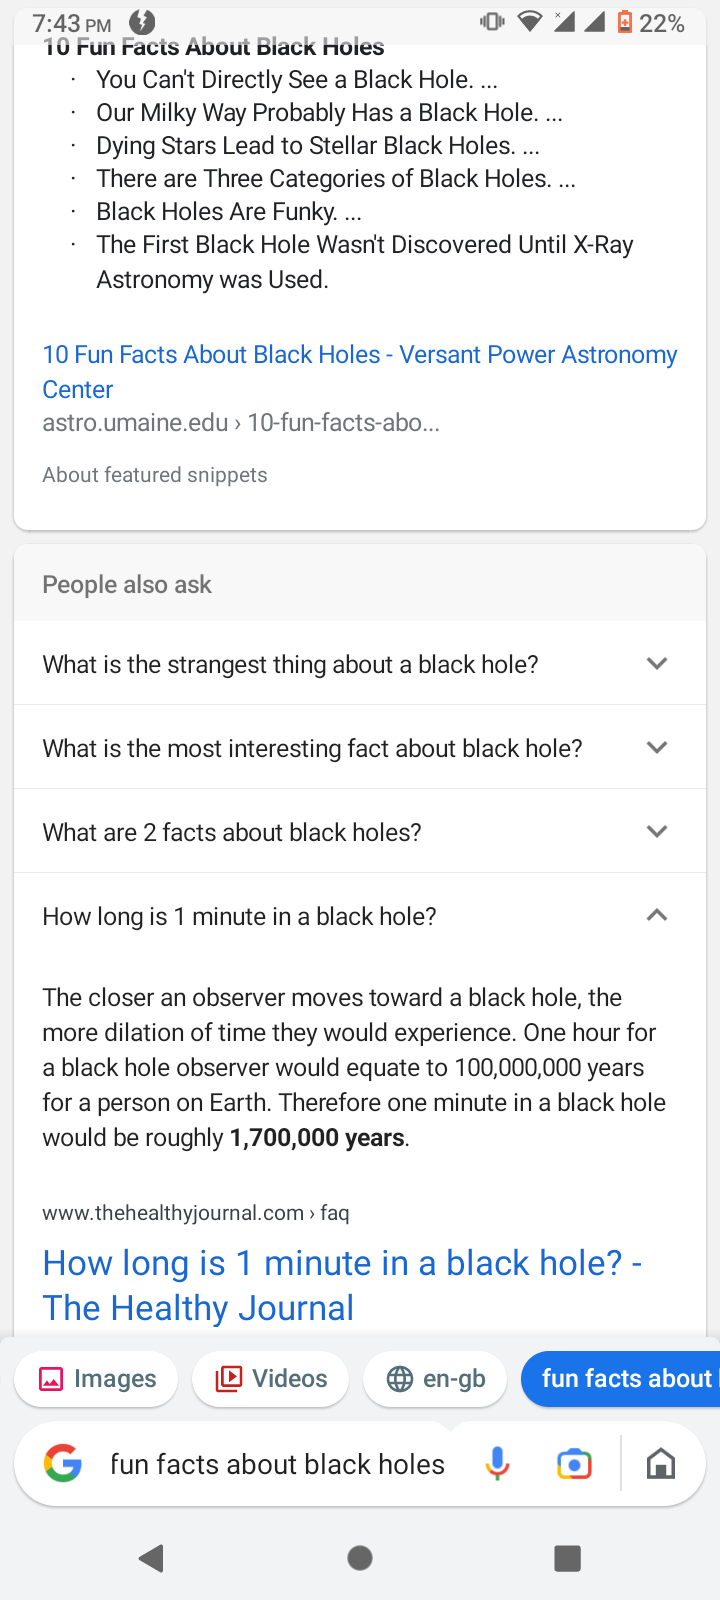 7:43 PM
22%
10 Fun Facts About Black Holes
· You Can't Directly See a Black Hole. ...
· Our Milky Way Probably Has a Black Hole. ...
· Dying Stars Lead to Stellar Black Holes. ...
· There are Three Categories of Black Holes. ...
· Black Holes Are Funky. ...
· The First Black Hole Wasn't Discovered Until X-Ray
Astronomy was Used.
10 Fun Facts About Black Holes - Versant Power Astronomy
Center
astro.umaine.edu › 10-fun-facts-abo...
About featured snippets
People also ask
What is the strangest thing about a black hole?
What is the most interesting fact about black hole?
What are 2 facts about black holes?
How long is 1 minute in a black hole?
The closer an observer moves toward a black hole, the
more dilation of time they would experience. One hour for
a black hole observer would equate to 100,000,000 years
for a person on Earth. Therefore one minute in a black hole
would be roughly 1,700,000 years.
www.thehealthyjournal.com › faq
How long is 1 minute in a black hole? -
The Healthy Journal
Images
Videos
en-gb
fun facts about
fun facts about black holes